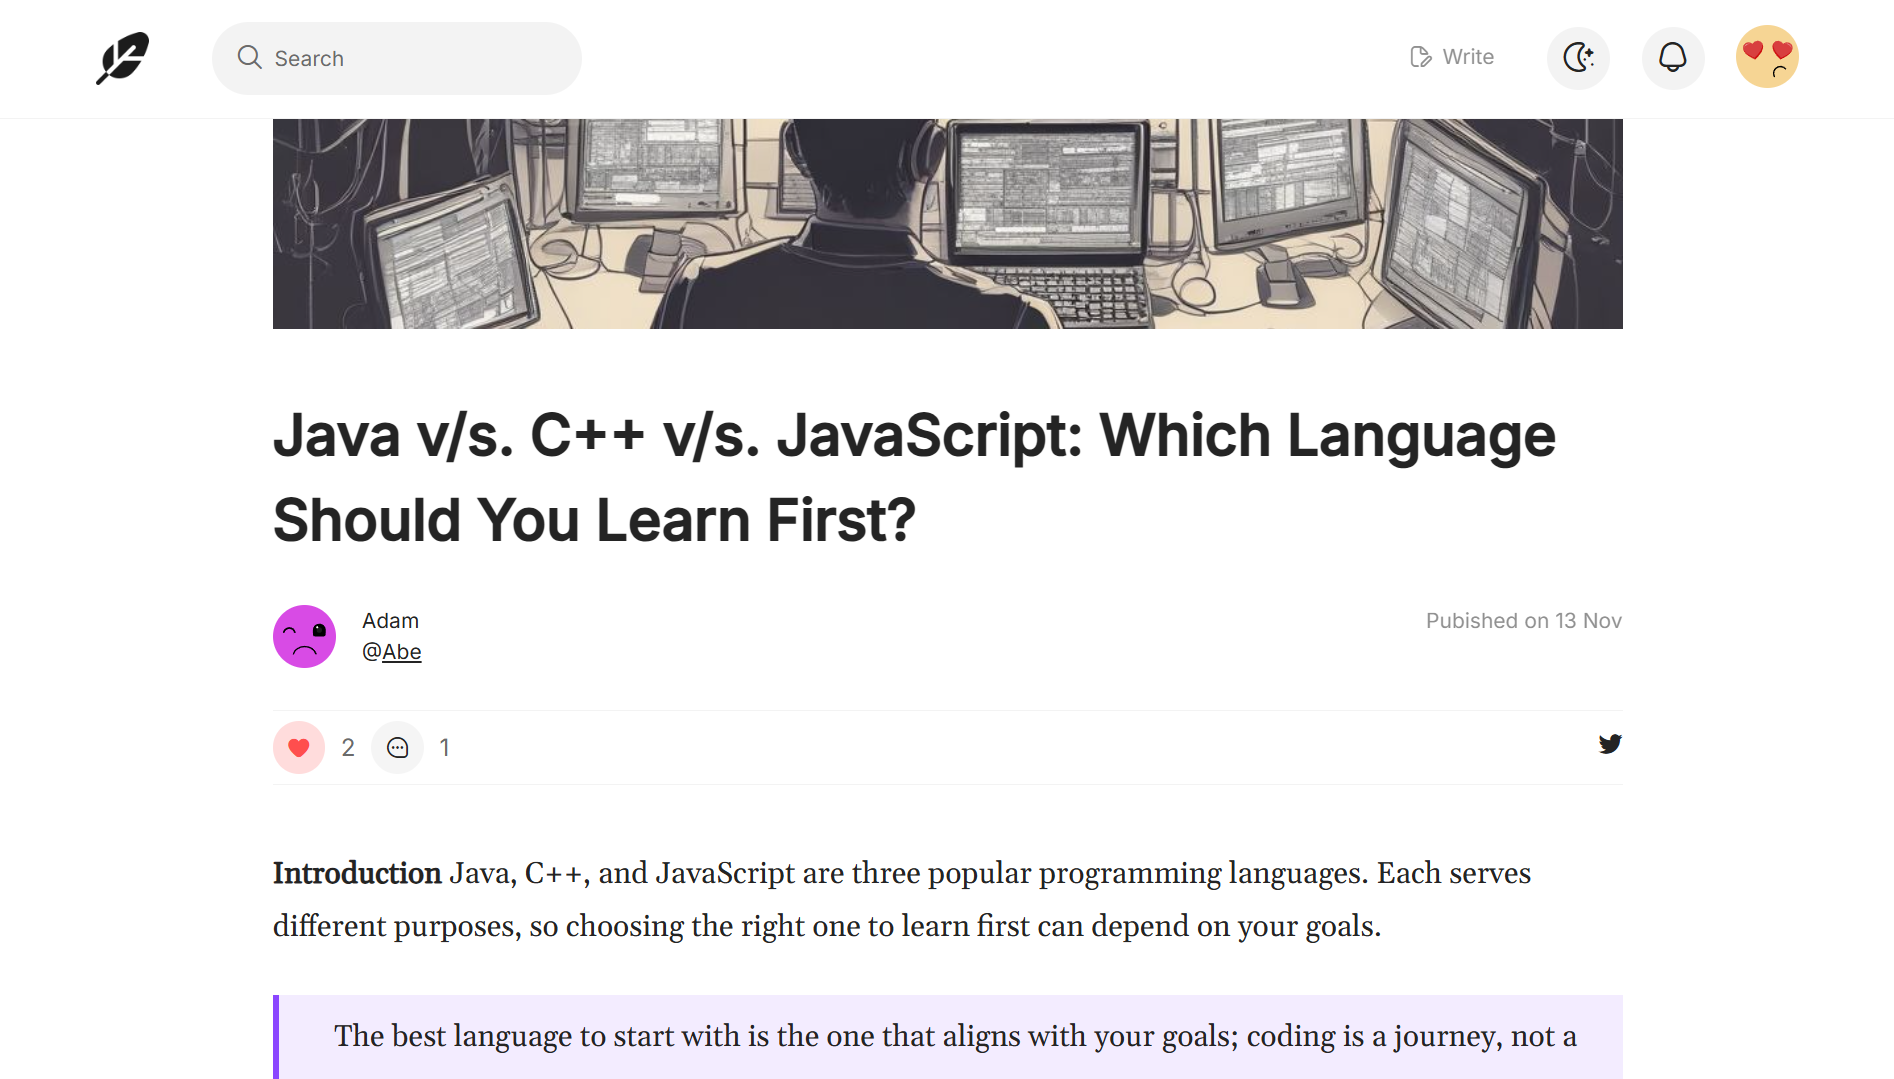 Search
Write
Java v/s. C++ v/s. JavaScript: Which Language
Should You Learn First?
Adam
@Abe
Pubished on 13 Nov
2
1
Introduction Java, C++, and JavaScript are three popular programming languages. Each serves
different purposes, so choosing the right one to learn first can depend on your goals.
The best language to start with is the one that aligns with your goals; coding is a journey, not a